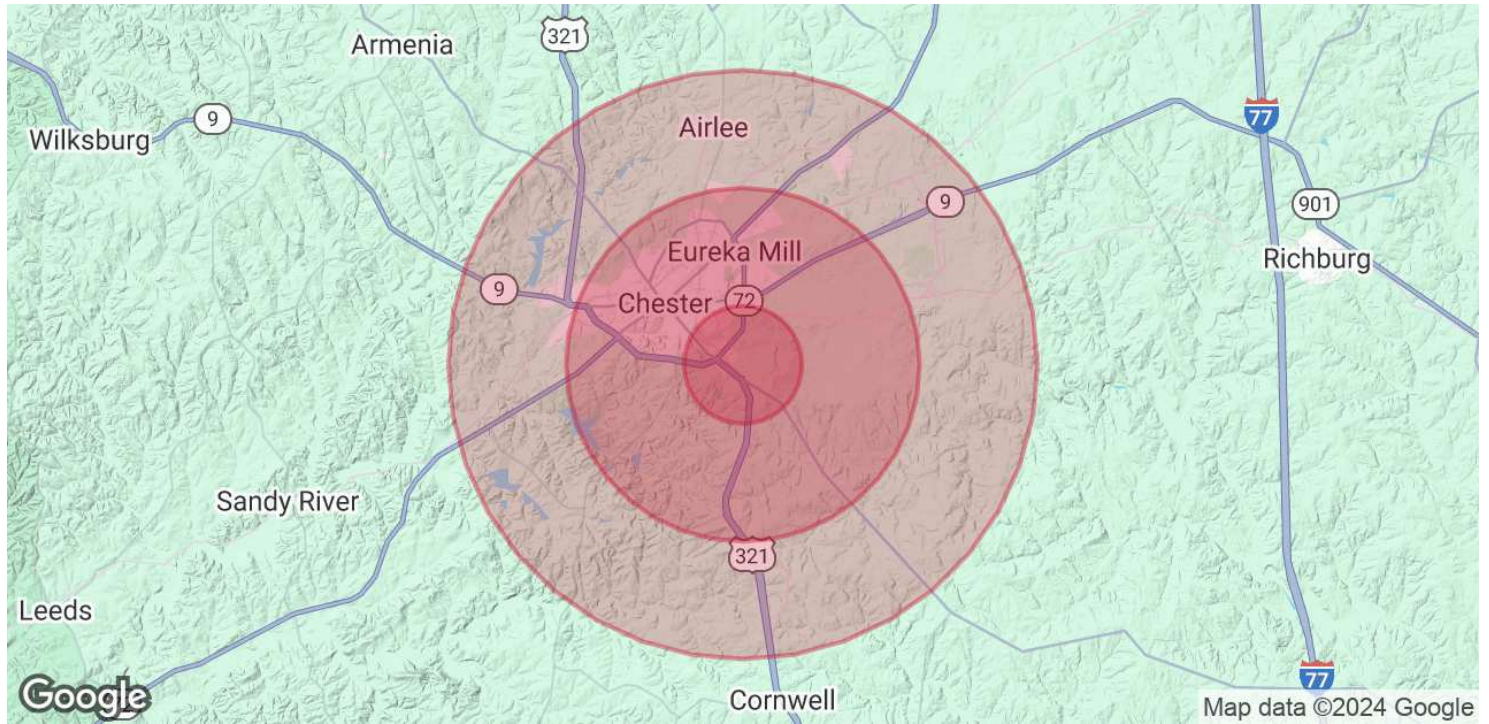 Armenia
321
Wilksburg
9
Airlee
77
9
901
Eureka Mill
Richburg
9
Chester
72
Sandy River
321
Leeds
Google
77
Cornwell
Map data ©2024 Google